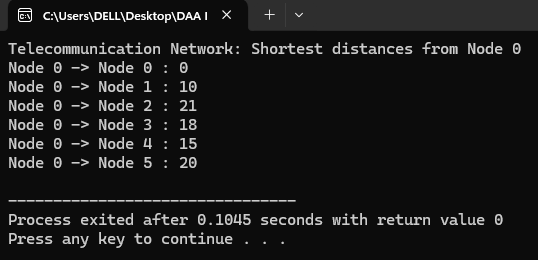 C:\Users\DELL\Desktop\DAA l
Telecommunication Network: Shortest distances from Node 0
Node 0 -> Node 0 : 0
Node 0 -> Node 1 : 10
Node 0 -> Node 2 : 21
Node 0 -> Node 3 : 18
Node 0 -> Node 4 : 15
Node 0 -> Node 5 : 20
--------------------------------
Process exited after 0.1045 seconds with return value 0
Press any key to continue . . .